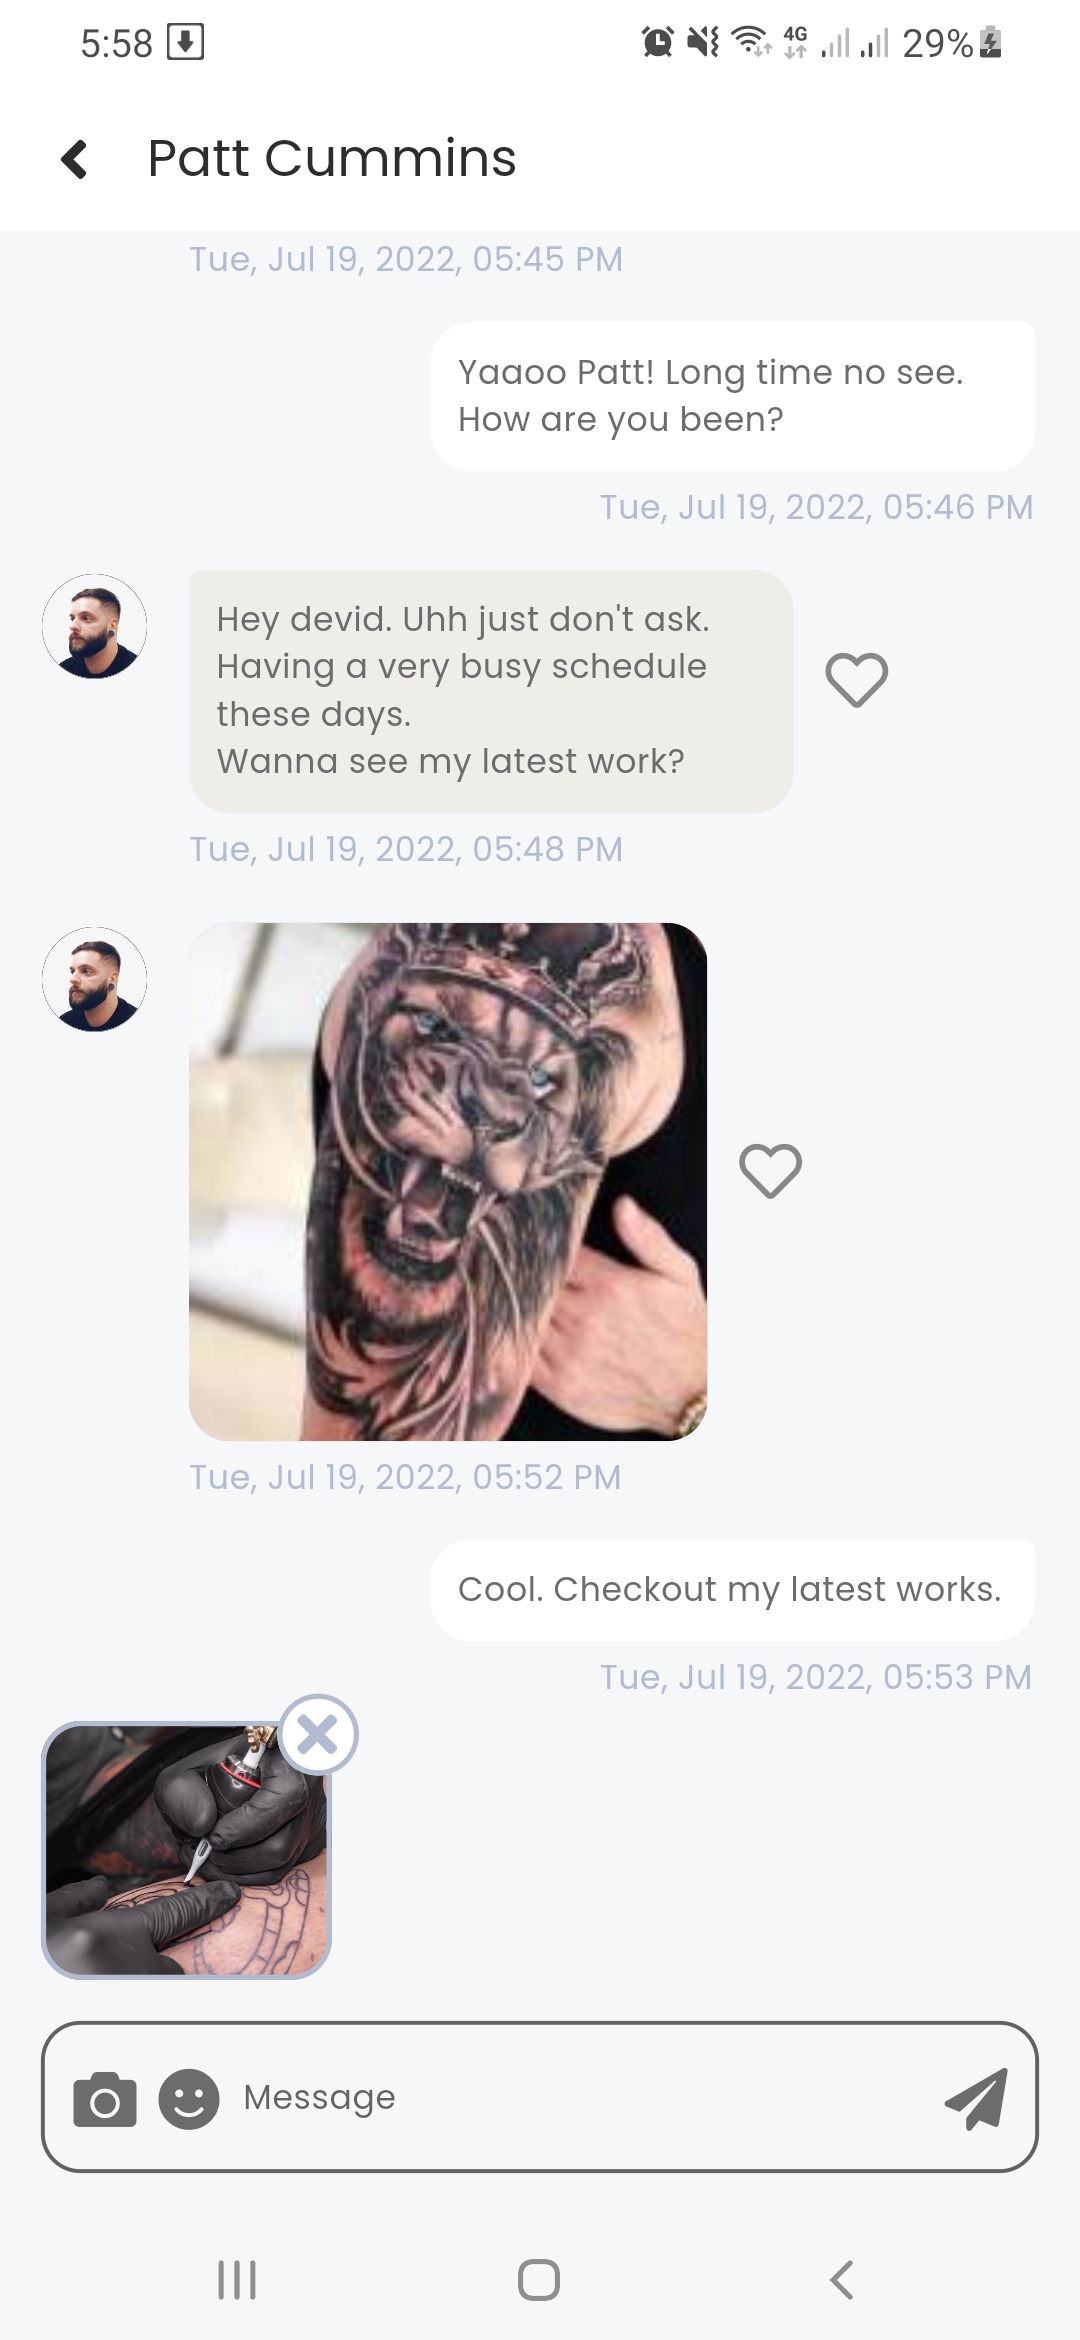 5:58
4G
29%
Patt Cummins
Tue, Jul 19, 2022, 05:45 PM
Yaaoo Patt! Long time no see.
How are you been?
Tue, Jul 19, 2022, 05:46 PM
Hey devid. Uhh just don't ask.
Having a very busy schedule
these days.
Wanna see my latest work?
Tue, Jul 19, 2022, 05:48 PM
Tue, Jul 19, 2022, 05:52 PM
Cool. Checkout my latest works.
Tue, Jul 19, 2022, 05:53 PM
Message